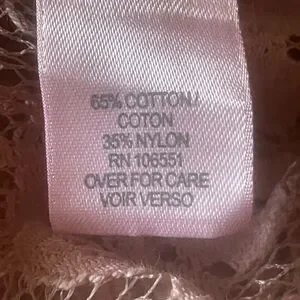 65% COTTON/
COTON
35% NYLON
RN 106551
OVER FOR CARE
VOIR VERSO